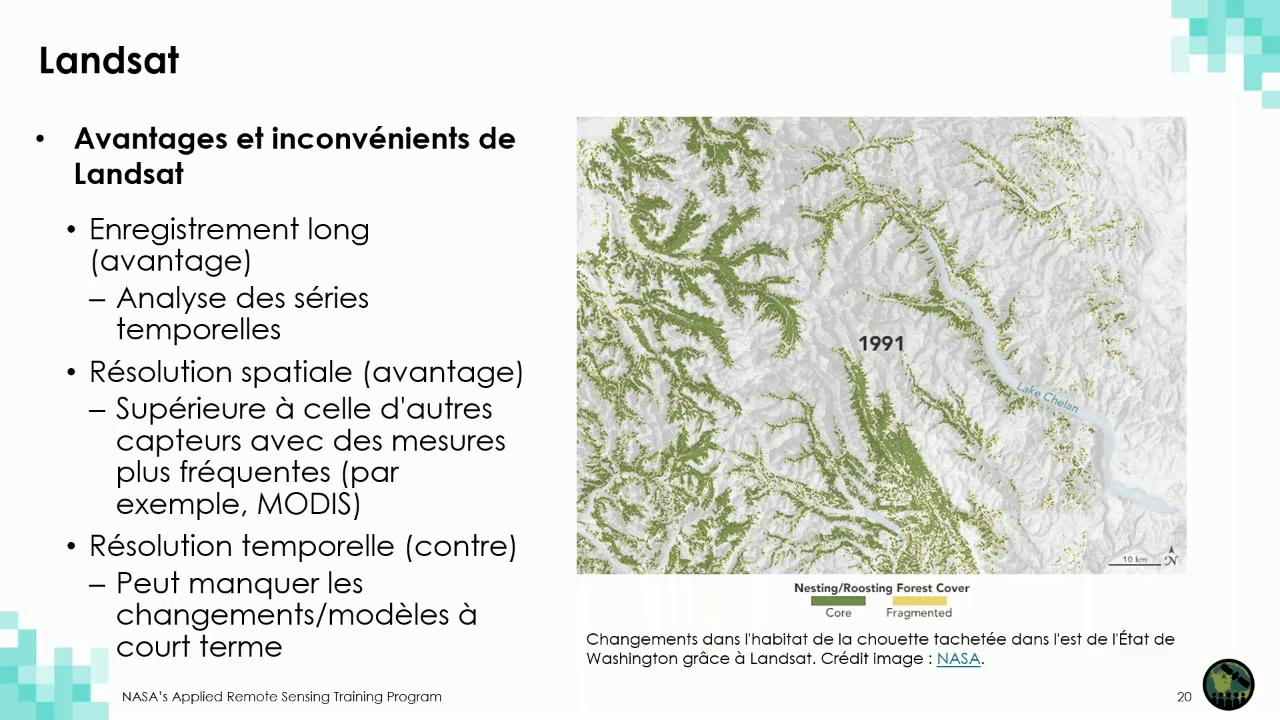 Landsat
• Avantages et inconvénients de
Landsat
• Enregistrement long
(avantage)
– Analyse des séries
temporelles
• Résolution spatiale (avantage)
– Supérieure à celle d'autres
capteurs avec des mesures
plus fréquentes (par
exemple, MODIS)
• Résolution temporelle (contre)
– Peut manquer les
changements/modèles à
court terme
1991
Lake Chelan
10 km
N
Nesting/Roosting Forest Cover
Core Fragmented
Changements dans l'habitat de la chouette tachetée dans l'est de l'État de
Washington grâce à Landsat. Crédit image : NASA.
NASA's Applied Remote Sensing Training Program
20